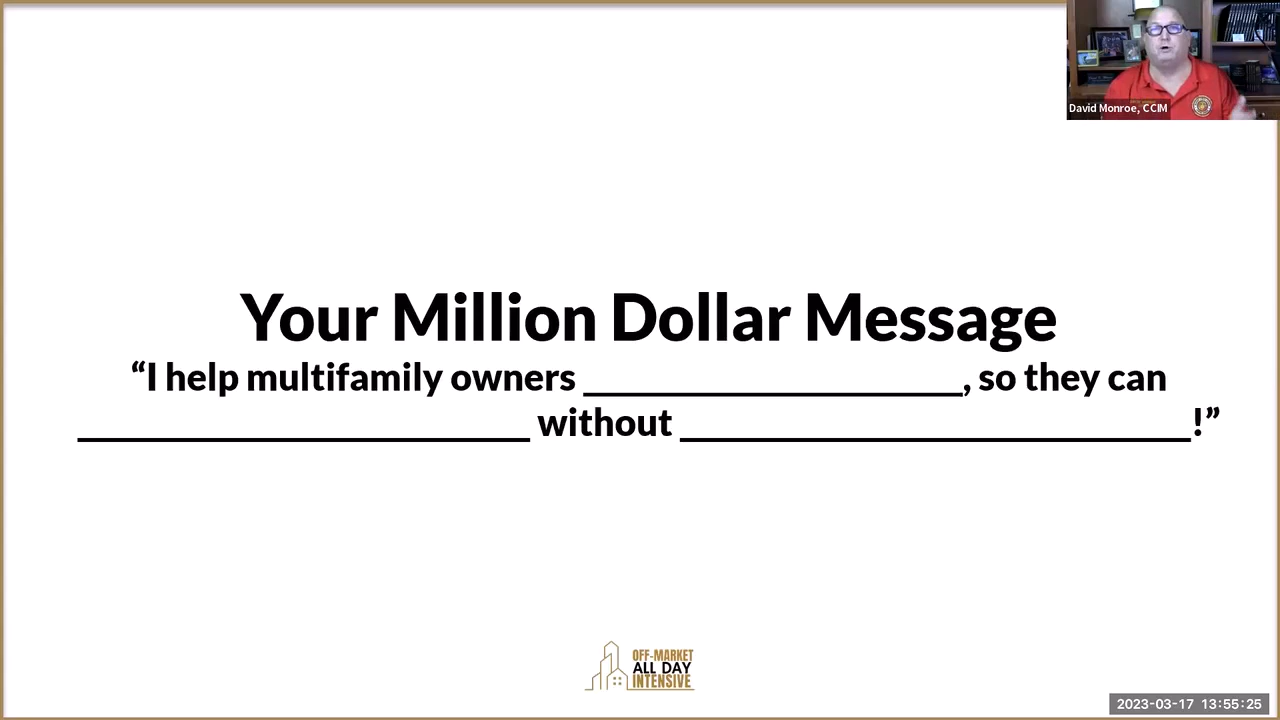 David Monroe, CCIM
Your Million Dollar Message
“I help multifamily owners ____________________, so they can
________________________ without ___________________________!”
OFF-MARKET
ALL DAY
INTENSIVE
2023-03-17 13:55:25